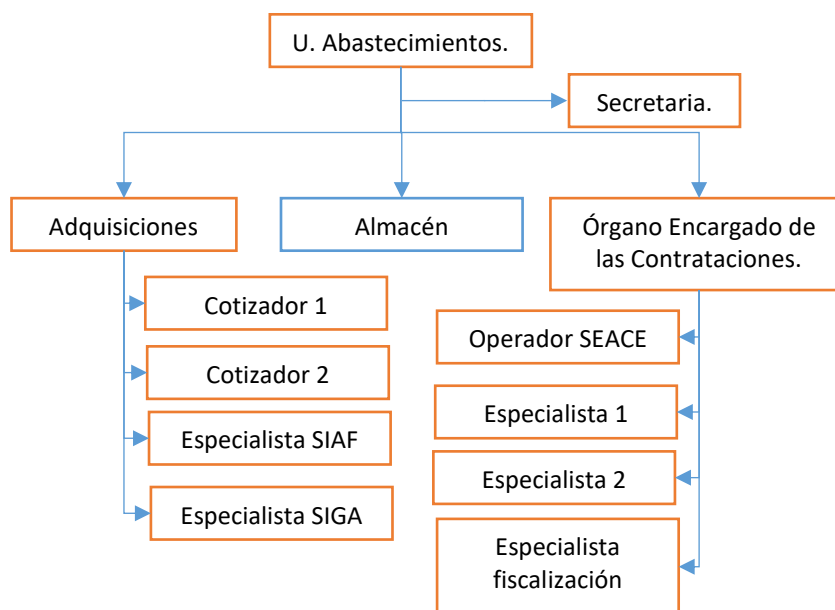 U. Abastecimientos.
Secretaria.
Adquisiciones
Almacén
Órgano Encargado de
las Contrataciones.
Cotizador 1
Cotizador 2
Especialista SIAF
Especialista SIGA
Operador SEACE
Especialista 1
Especialista 2
Especialista
fiscalización